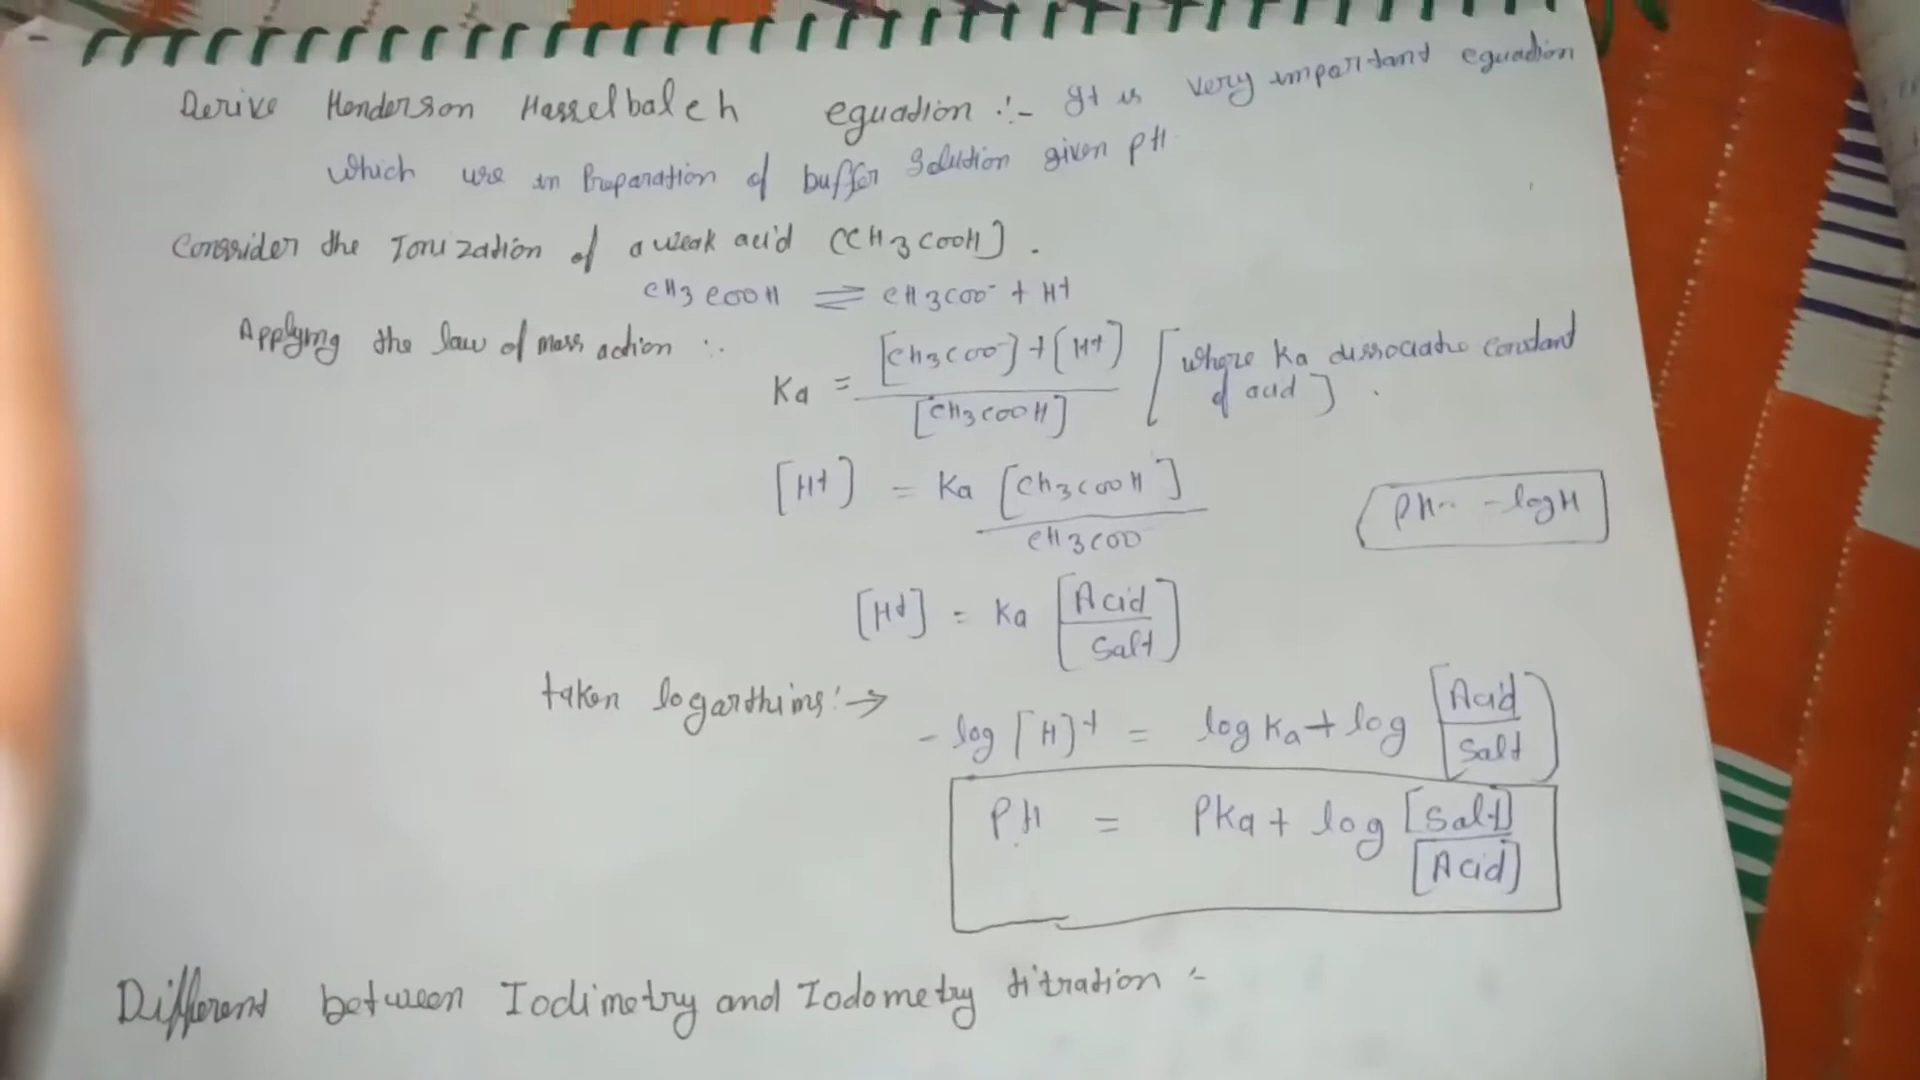 Derive Henderson Hasselbalch equation :- It is very important equation
which use in Preparation of buffer Solution given pH
Consider the Ionization of a weak acid (CH3COOH].
CH3COOH ⇌ CH3COO⁻ + H+
Applying the law of mass action :.
Ka = [CH3COO⁻] + [H+] / [CH3COOH] [where Ka dissociatio constant of acid].
[H+] = Ka [CH3COOH] / CH3COO
PH = -logH
[H+] = Ka [Acid / Salt]
taken logarthims :→
- log [H]+ = log Ka + log [Acid / Salt]
PH = PKa + log [Salt] / [Acid]
Different between Iodimetry and Iodometry titration :-